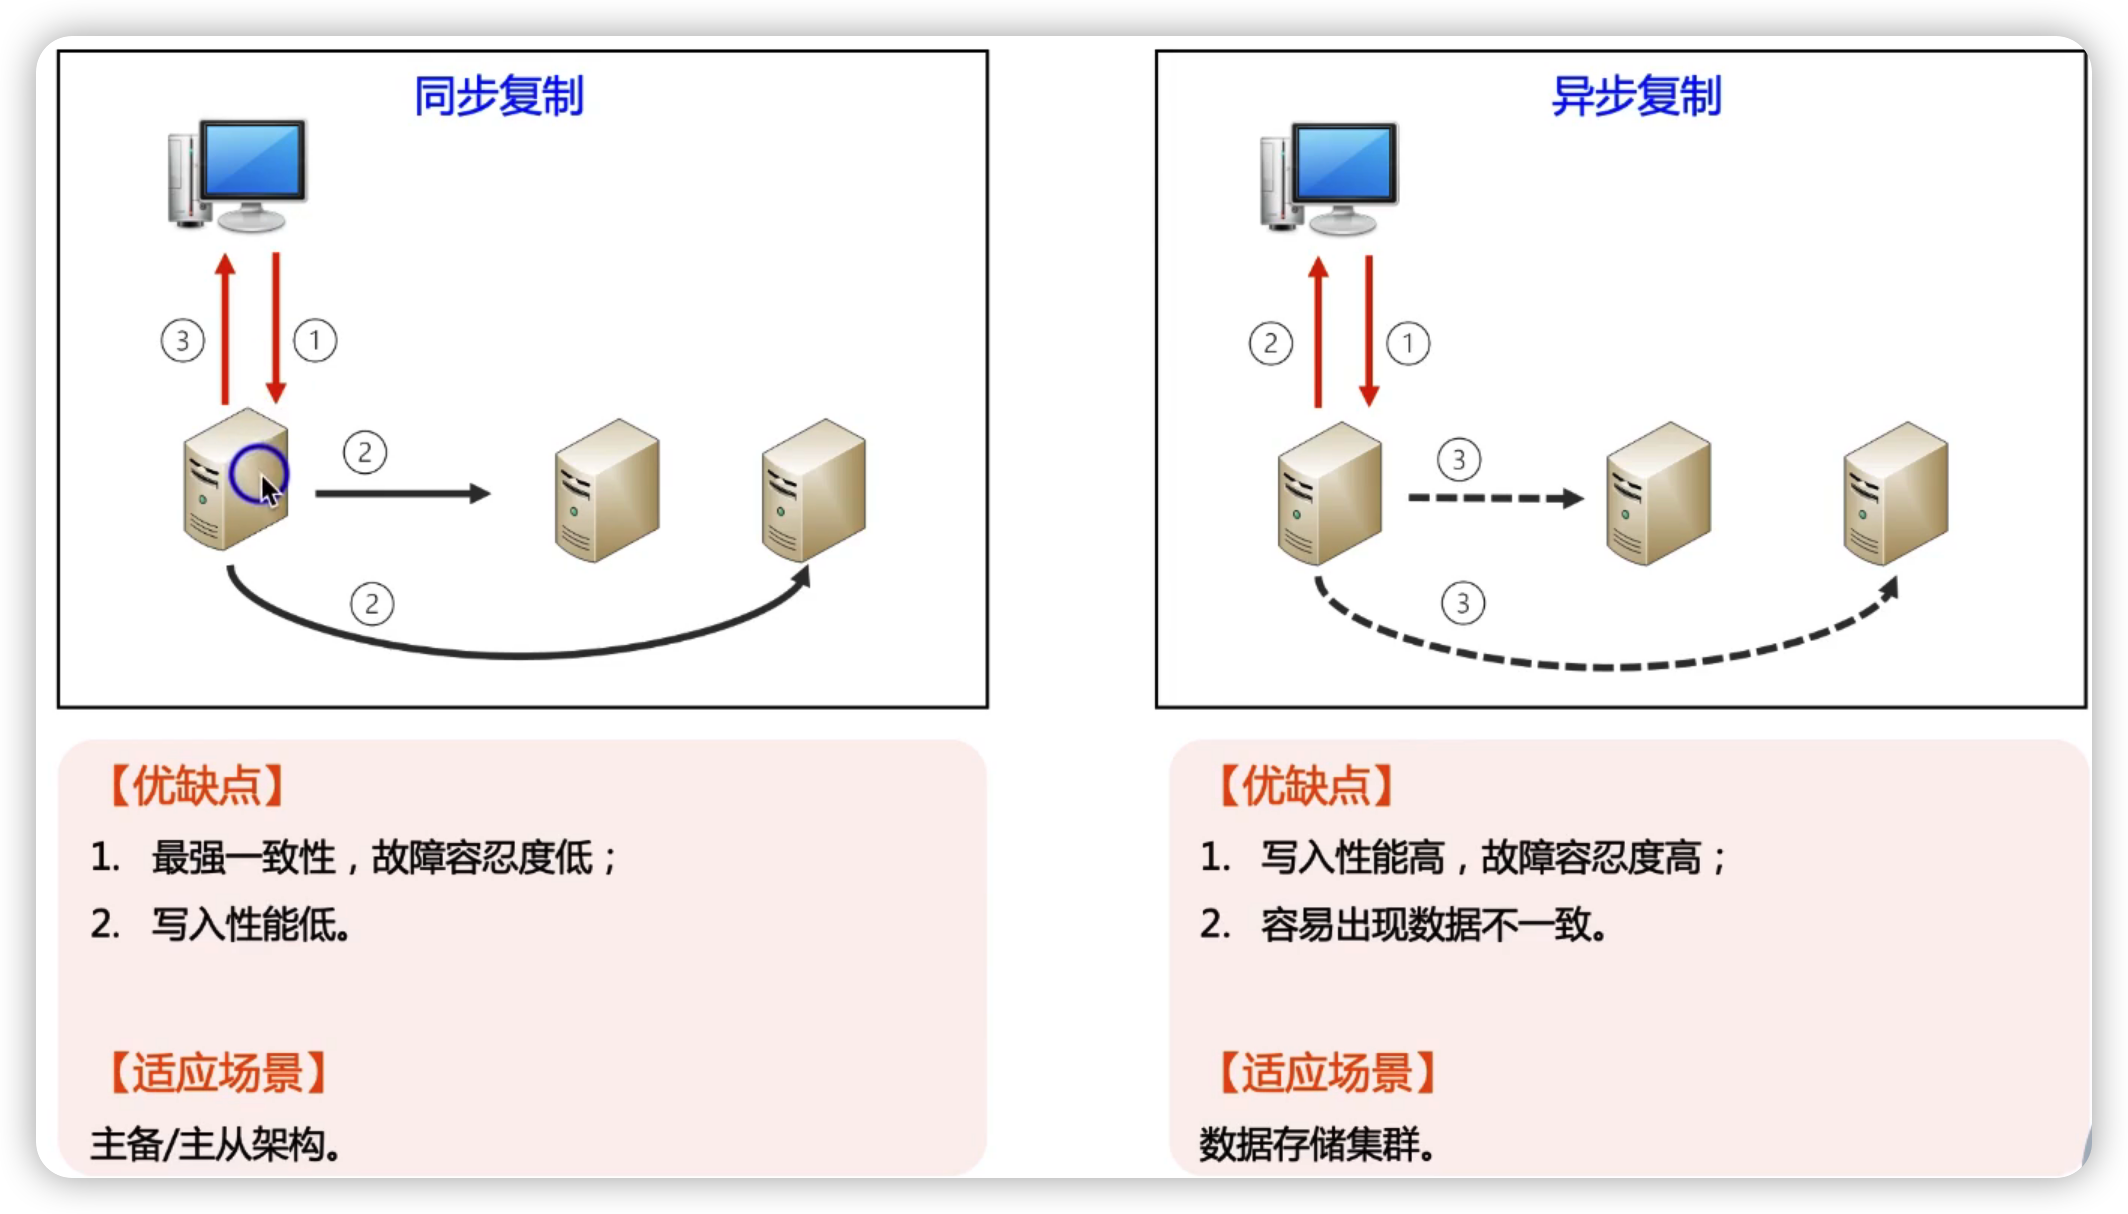 同步复制
③
①
②
②
【优缺点】
1. 最强一致性，故障容忍度低；
2. 写入性能低。
【适应场景】
主备/主从架构。
异步复制
②
①
③
③
【优缺点】
1. 写入性能高，故障容忍度高；
2. 容易出现数据不一致。
【适应场景】
数据存储集群。